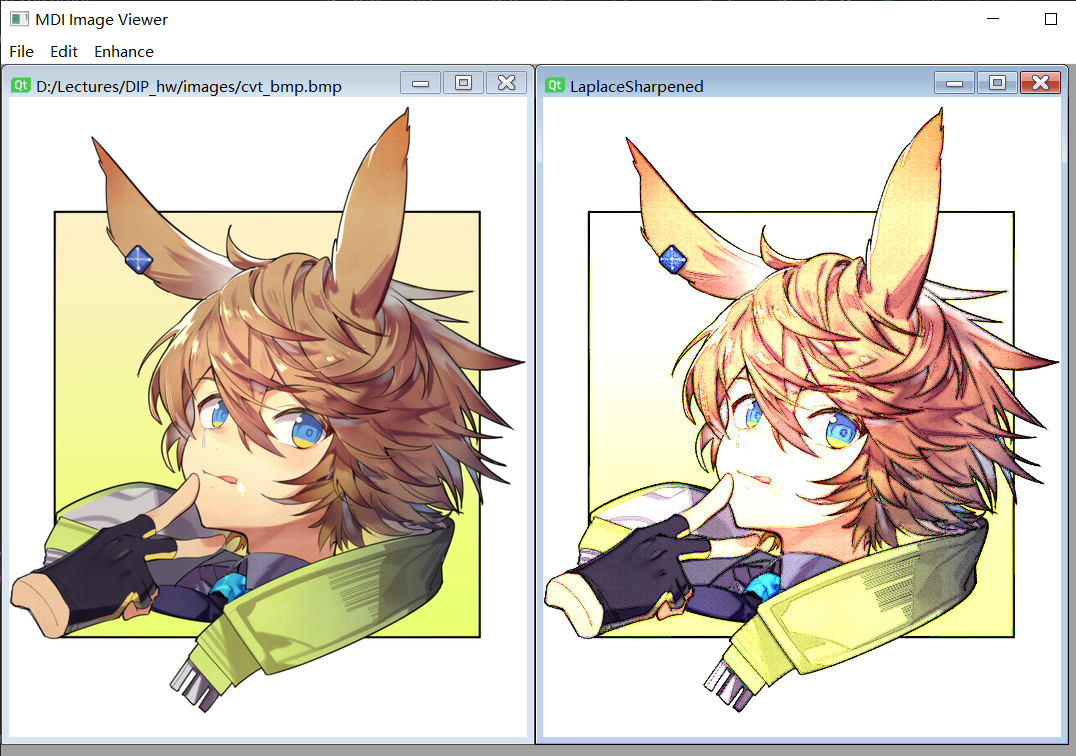 MDI Image Viewer
File Edit Enhance
Qt D:/Lectures/DIP_hw/images/cvt_bmp.bmp
Qt LaplaceSharpened